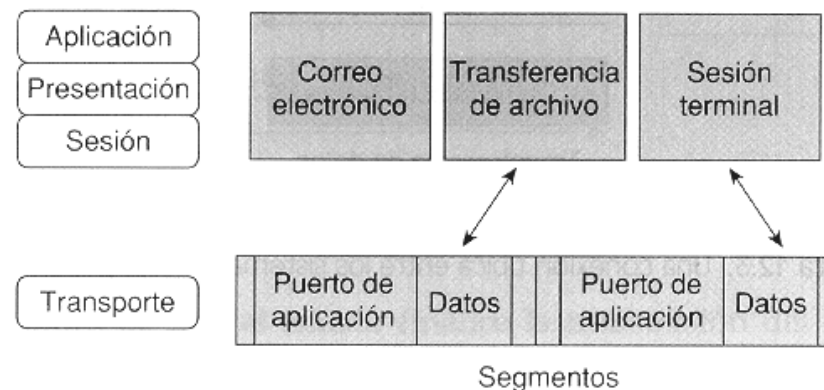 Aplicación
Presentación
Sesión
Correo
electrónico
Transferencia
de archivo
Sesión
terminal
Transporte
Puerto de
aplicación
Datos
Puerto de
aplicación
Datos
Segmentos